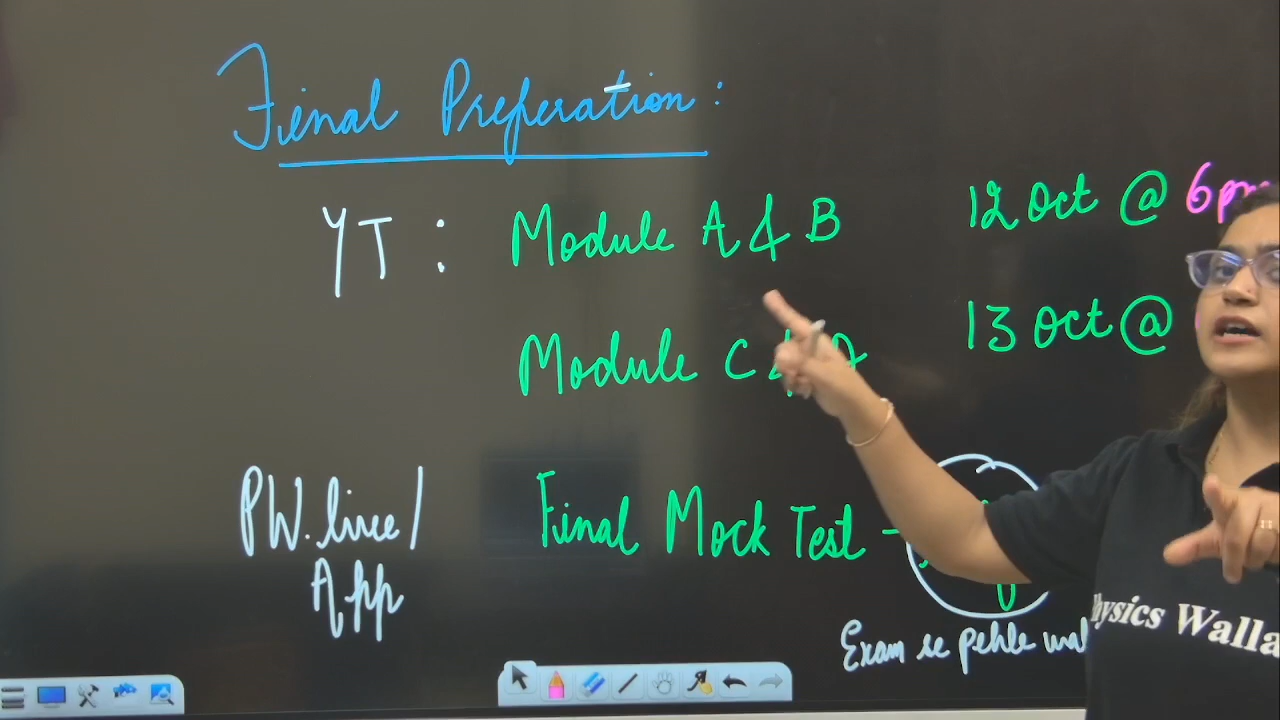 Final Preperation :
YT : Module A & B 12 Oct @ 6pm
Module C & D 13 Oct @
PW.live/ Final Mock Test -
App
Exam se pehle
Physics Walla